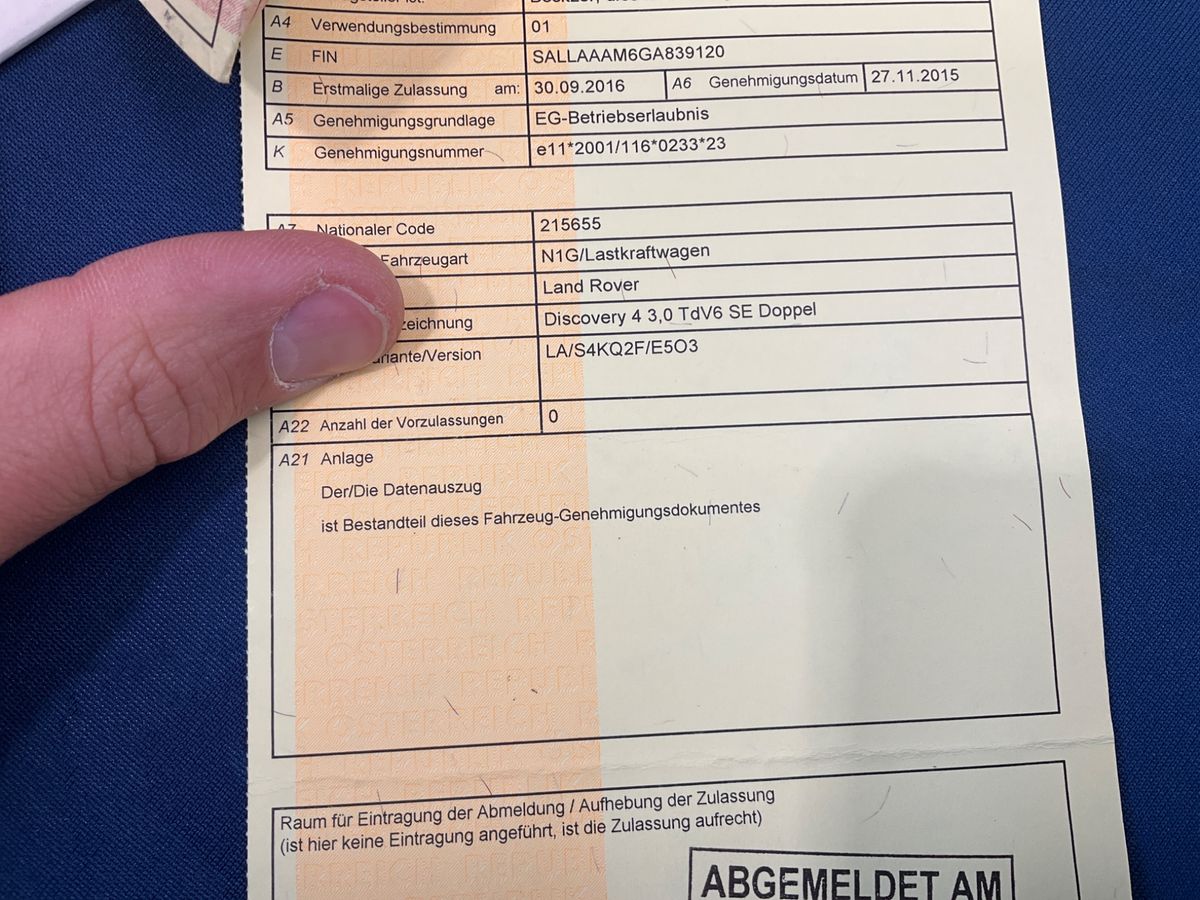 A4 Verwendungsbestimmung 01
E FIN SALLAAAM6GA839120
B Erstmalige Zulassung am: 30.09.2016 A6 Genehmigungsdatum 27.11.2015
A5 Genehmigungsgrundlage EG-Betriebserlaubnis
K Genehmigungsnummer e11*2001/116*0233*23
A7 Nationaler Code 215655
Fahrzeugart N1G/Lastkraftwagen
Land Rover
zeichnung Discovery 4 3,0 TdV6 SE Doppel
riante/Version LA/S4KQ2F/E5O3
A22 Anzahl der Vorzulassungen 0
A21 Anlage
Der/Die Datenauszug
ist Bestandteil dieses Fahrzeug-Genehmigungsdokumentes
Raum für Eintragung der Abmeldung / Aufhebung der Zulassung
(ist hier keine Eintragung angeführt, ist die Zulassung aufrecht)
ABGEMELDET AM